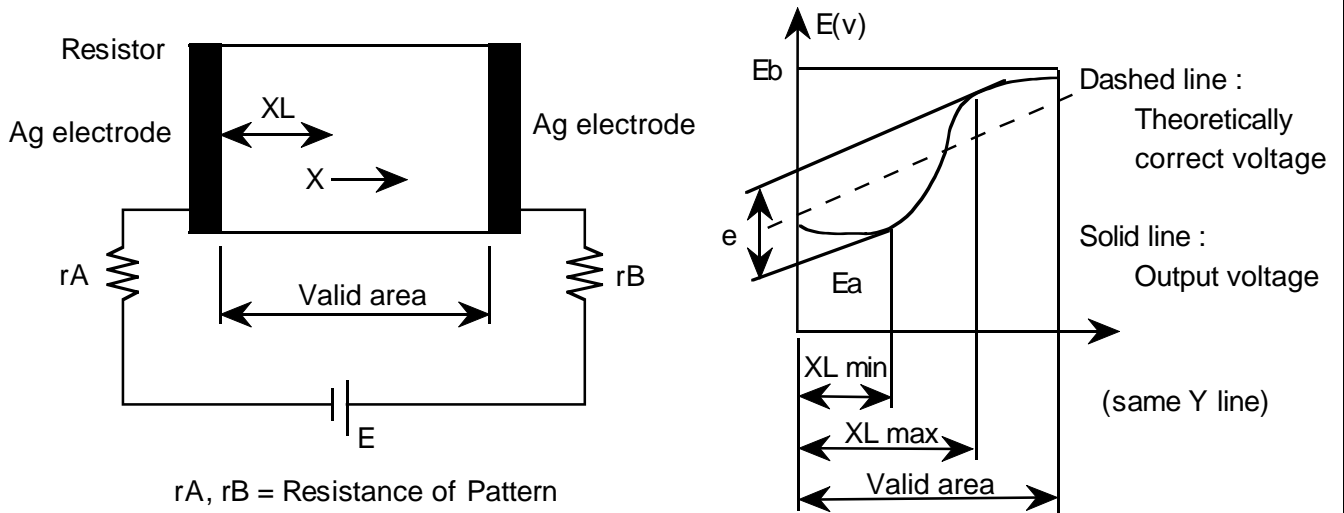 Resistor
Ag electrode
XL
X
Ag electrode
rA
Valid area
rB
E
rA, rB = Resistance of Pattern
E(v)
Eb
Dashed line :
Theoretically
correct voltage
e
Ea
Solid line :
Output voltage
XL min
(same Y line)
XL max
Valid area